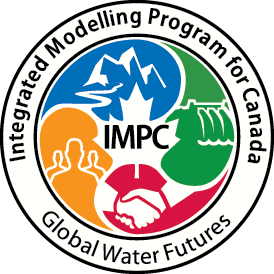 Integrated Modelling Program for Canada
IMPC
Global Water Futures